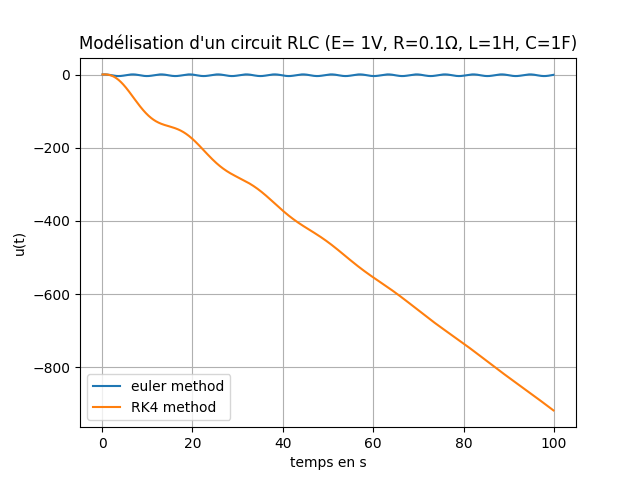 Modélisation d'un circuit RLC (E= 1V, R=0.1Ω, L=1H, C=1F)
u(t)
0
−200
−400
−600
−800
euler method
RK4 method
0 20 40 60 80 100
temps en s